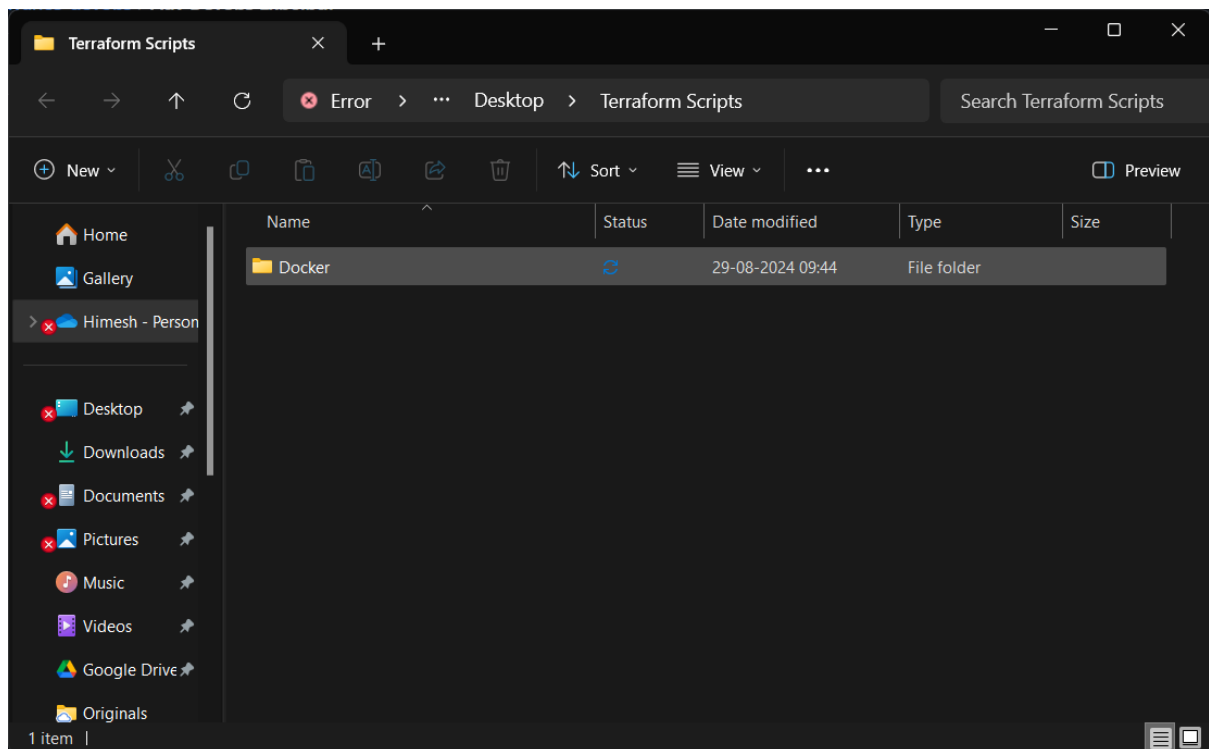 Terraform Scripts
Error > ... Desktop > Terraform Scripts
Search Terraform Scripts
New
Sort
View
...
Preview
Name Status Date modified Type Size
Docker 29-08-2024 09:44 File folder
Home
Gallery
Himesh - Person
Desktop
Downloads
Documents
Pictures
Music
Videos
Google Drive
Originals
1 item